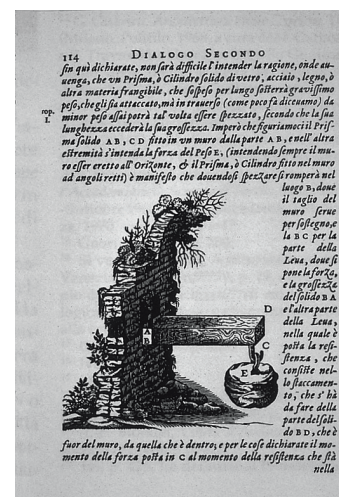 114 DIALOGO SECONDO
ſin quì dichiarate, non ſarà difficile l'intender la ragione, onde au-
uenga, che vn Priſma, ò Cilindro ſolido di vetro, acciaio, legno, ò
altra materia frangibile, che ſoſpeſo per lungo ſoſterrà grauiſſimo
peſo, che gli ſia attaccato, mà in trauerſo (come poco fà diceuamo) da
minor peſo aſſai potrà tal volta eſſere ſpezzato, ſecondo che la ſua
lunghezza eccederà la ſua groſſezza. Imperò che figuriamoci il Priſ-
ma ſolido AB, CD fitto in vn muro dalla parte AB, e nell'altra
eſtremità s'intenda la forza del Peſo E, (intendendo ſempre il mu-
ro eſſer eretto all'Orizonte, & il Priſma, ò Cilindro fitto nel muro
ad angoli retti) è manifeſto che douendoſi ſpezzare ſi romperà nel
rop.
I.
luogo B, doue
il taglio del
muro ſerue
per ſoſtegno, e
la BC per la
parte della
Leua, doue ſi
pone la forza,
e la groſſezza
del ſolido BA
è l'altra parte
della Leua,
nella quale è
poſta la reſi-
ſtenza, che
conſiſte nel-
lo ſtaccamen-
to, che s'hà
da fare della
parte del ſoli-
do BD, che è
fuor del muro, da quella che è dentro; e per le coſe dichiarate il mo-
mento della forza poſta in C al momento della reſiſtenza che ſtà
nella
A
B
D
C
E